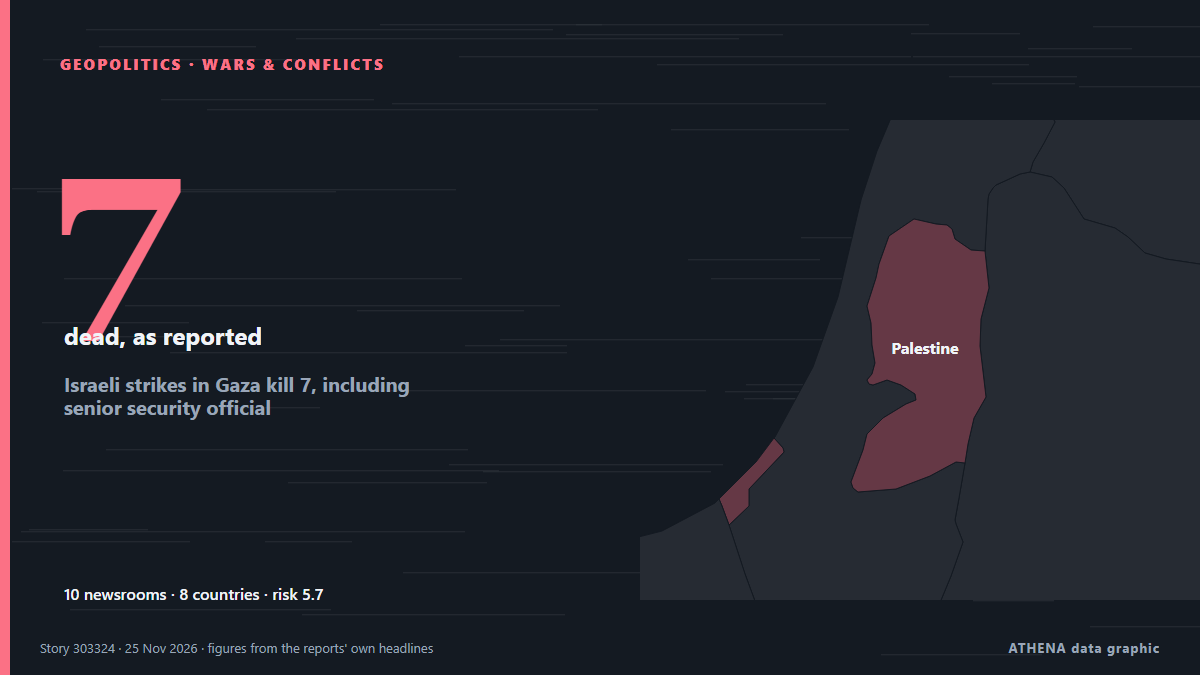 GEOPOLITICS · WARS & CONFLICTS
7
dead, as reported
Israeli strikes in Gaza kill 7, including
senior security official
Palestine
10 newsrooms · 8 countries · risk 5.7
Story 303324 · 25 Nov 2026 · figures from the reports' own headlines
ATHENA data graphic